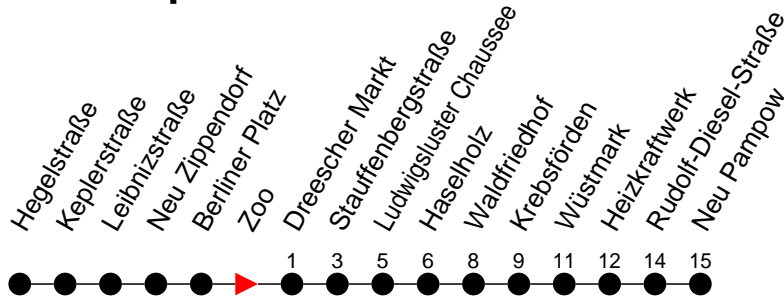 Hegelstraße
Keplerstraße
Leibnizstraße
Neu Zippendorf
Berliner Platz
Zoo
Dreescher Markt
Stauffenbergstraße
Ludwigsluster Chaussee
Haselholz
Waldfriedhof
Krebsförden
Wüstmark
Heizkraftwerk
Rudolf-Diesel-Straße
Neu Pampow
1 3 5 6 8 9 11 12 14 15